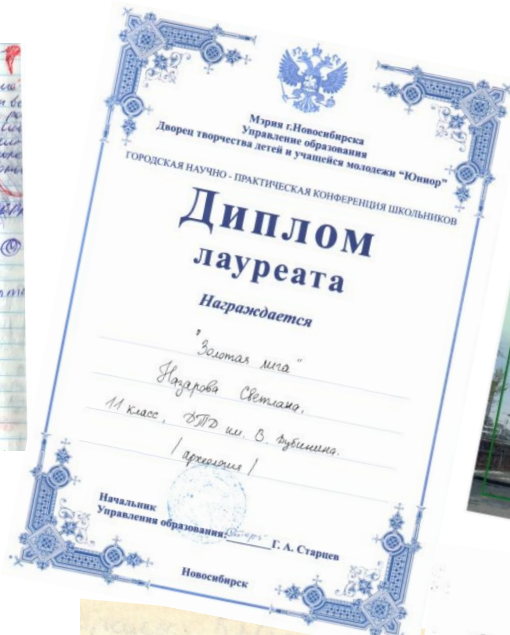 Мэрия г.Новосибирска
Управление образования
Дворец творчества детей и учащейся молодежи "Юниор"
ГОРОДСКАЯ НАУЧНО - ПРАКТИЧЕСКАЯ КОНФЕРЕНЦИЯ ШКОЛЬНИКОВ
Диплом
лауреата
Награждается
"Золотая лига"
Назарова Светлана,
11 класс, ДТД им. В. Дубинина.
/ археология /
Начальник
Управления образования: Г. А. Старцев
Новосибирск